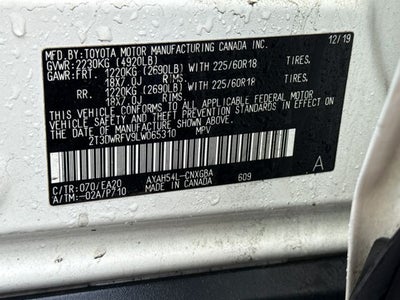 MFD.BY:TOYOTA MOTOR MANUFACTURING CANADA INC. 12/19
GVWR:2230KG (4920LB)
GAWR:FRT. 1220KG (2690LB) WITH 225/60R18 TIRES,
18X7.0J RIMS
RR. 1220KG (2690LB) WITH 225/60R18 TIRES,
18X7.0J RIMS
THIS VEHICLE CONFORMS TO ALL APPLICABLE FEDERAL MOTOR
VEHICLE SAFETY, BUMPER, AND THEFT PREVENTION STANDARDS
IN EFFECT ON THE DATE OF MANUFACTURE SHOWN ABOVE.
2T3DWRFV9LW065310 MPV
A
C/TR:070/EA20 AYAH54L-CNXGBA
A/TM:-02A/P710 MADE IN CANADA 609